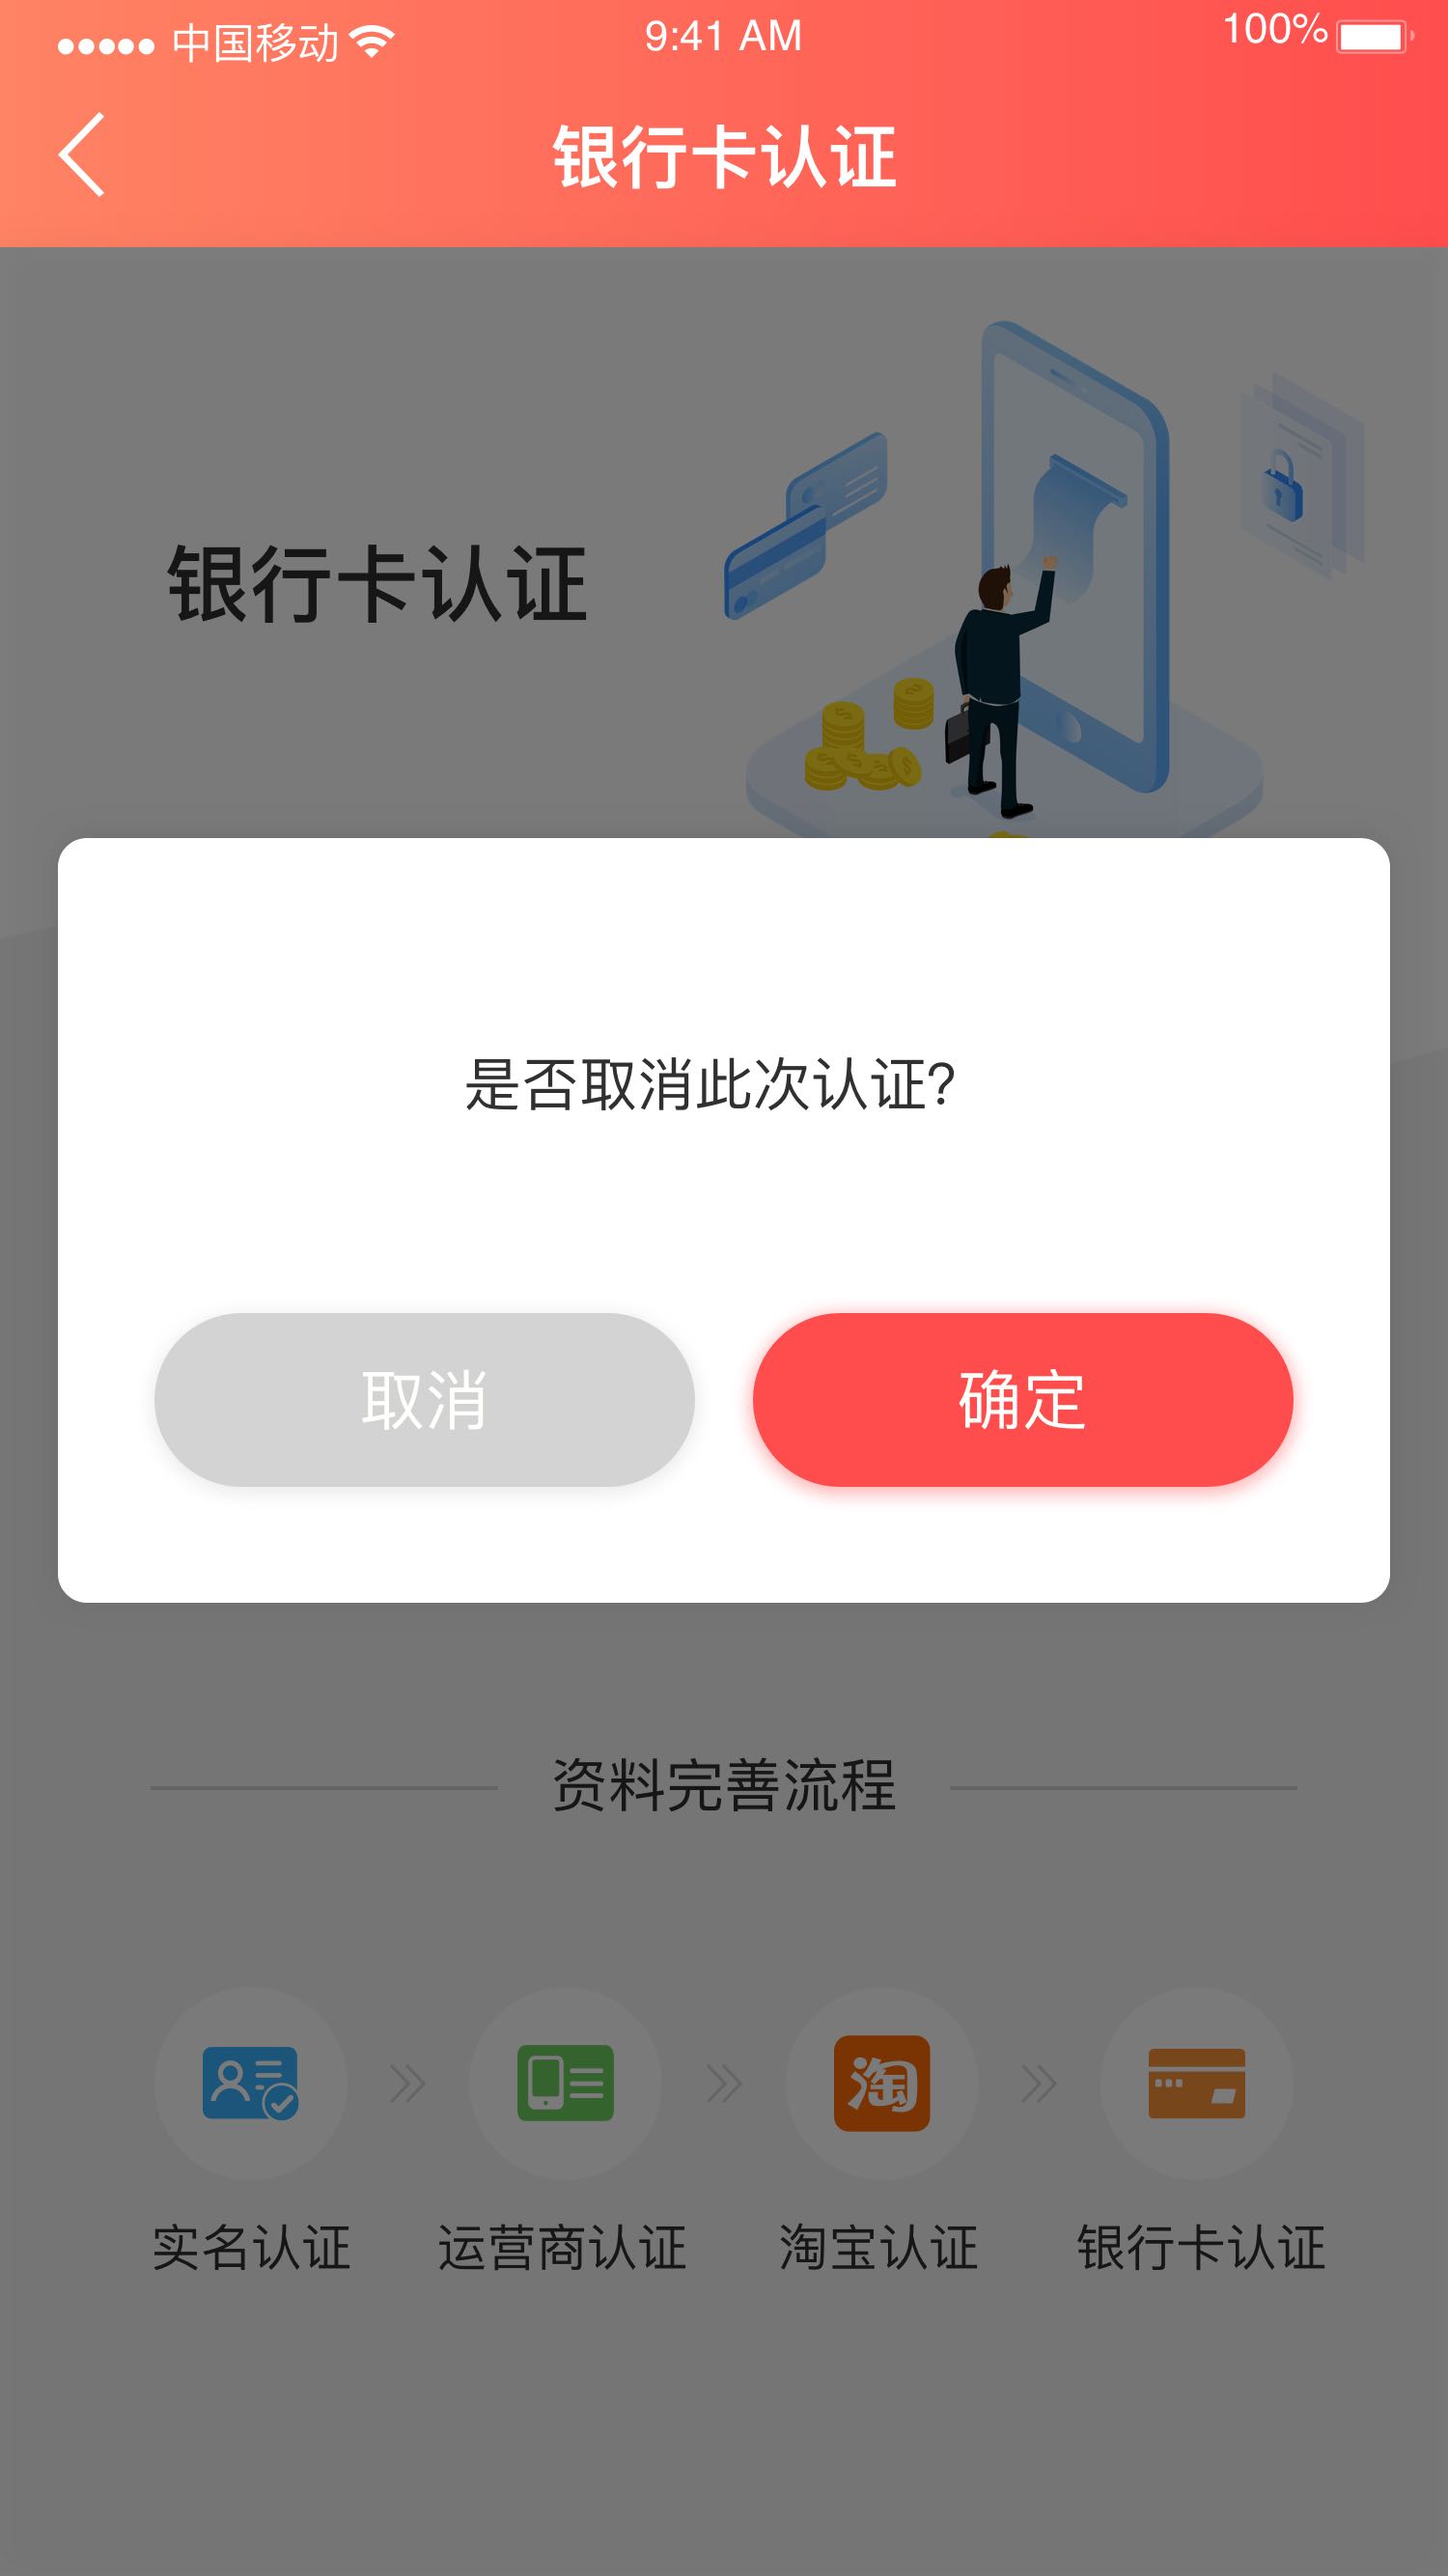 中国移动 9:41 AM 100%
银行卡认证
银行卡认证
是否取消此次认证?
取消 确定
资料完善流程
淘
实名认证 运营商认证 淘宝认证 银行卡认证